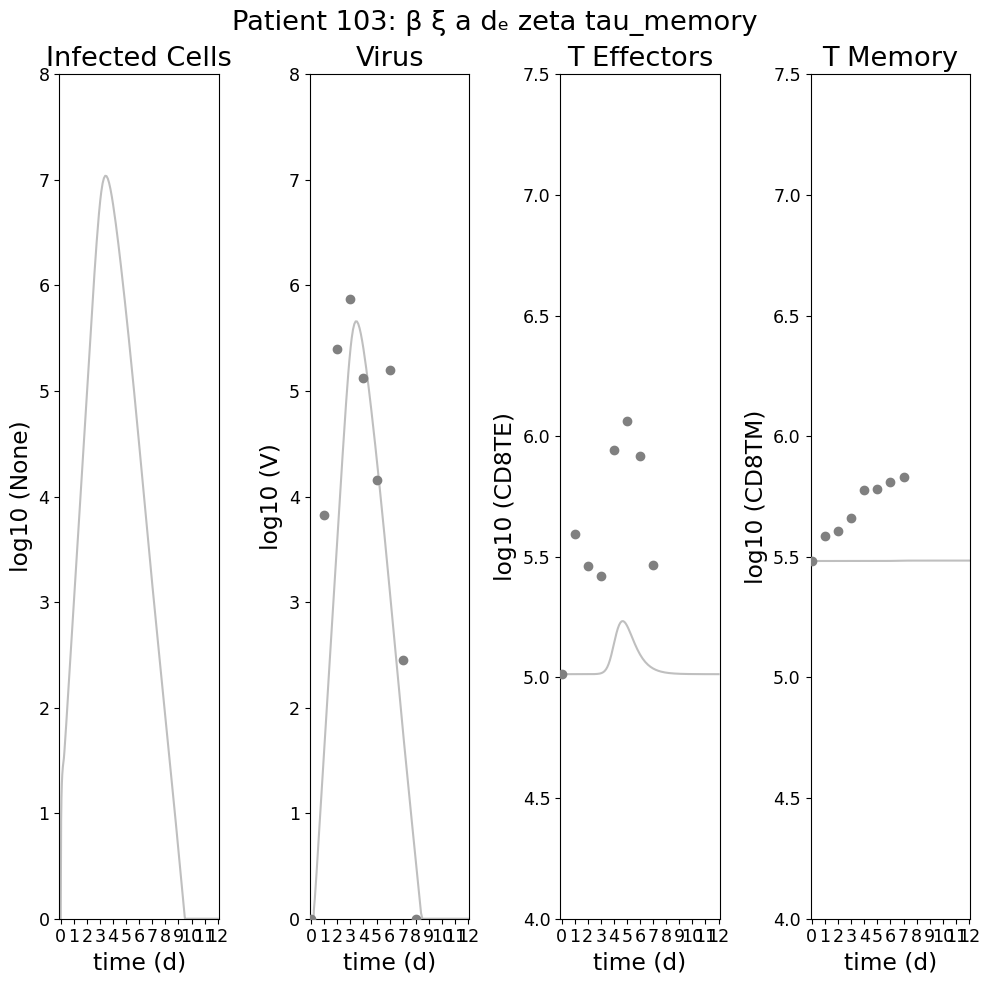 Patient 103: β ξ a dₑ zeta tau_memory
Infected Cells
Virus
T Effectors
T Memory
log10 (None)
8
7
6
5
4
3
2
1
0
0 1 2 3 4 5 6 7 8 9 10 11 12
time (d)
log10 (V)
8
7
6
5
4
3
2
1
0
0 1 2 3 4 5 6 7 8 9 10 11 12
time (d)
log10 (CD8TE)
7.5
7.0
6.5
6.0
5.5
5.0
4.5
4.0
0 1 2 3 4 5 6 7 8 9 10 11 12
time (d)
log10 (CD8TM)
7.5
7.0
6.5
6.0
5.5
5.0
4.5
4.0
0 1 2 3 4 5 6 7 8 9 10 11 12
time (d)